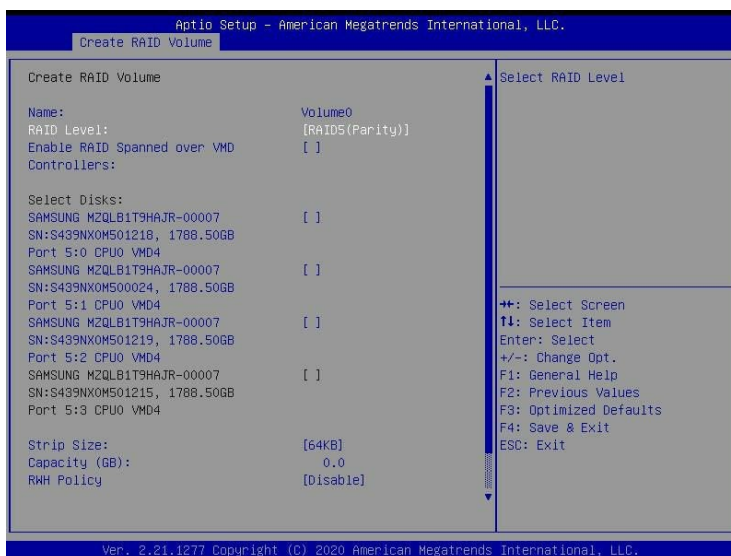 Aptio Setup – American Megatrends International, LLC.
Create RAID Volume
Create RAID Volume
Name: Volume0
RAID Level: [RAID5(Parity)]
Enable RAID Spanned over VMD [ ]
Controllers:
Select Disks:
SAMSUNG MZQLB1T9HAJR-00007 [ ]
SN:S439NX0M501218, 1788.50GB
Port 5:0 CPU0 VMD4
SAMSUNG MZQLB1T9HAJR-00007 [ ]
SN:S439NX0M500024, 1788.50GB
Port 5:1 CPU0 VMD4
SAMSUNG MZQLB1T9HAJR-00007 [ ]
SN:S439NX0M501219, 1788.50GB
Port 5:2 CPU0 VMD4
SAMSUNG MZQLB1T9HAJR-00007 [ ]
SN:S439NX0M501215, 1788.50GB
Port 5:3 CPU0 VMD4
Strip Size: [64KB]
Capacity (GB): 0.0
RWH Policy [Disable]
Select RAID Level
→←: Select Screen
↑↓: Select Item
Enter: Select
+/-: Change Opt.
F1: General Help
F2: Previous Values
F3: Optimized Defaults
F4: Save & Exit
ESC: Exit
Ver. 2.21.1277 Copyright (C) 2020 American Megatrends International, LLC.